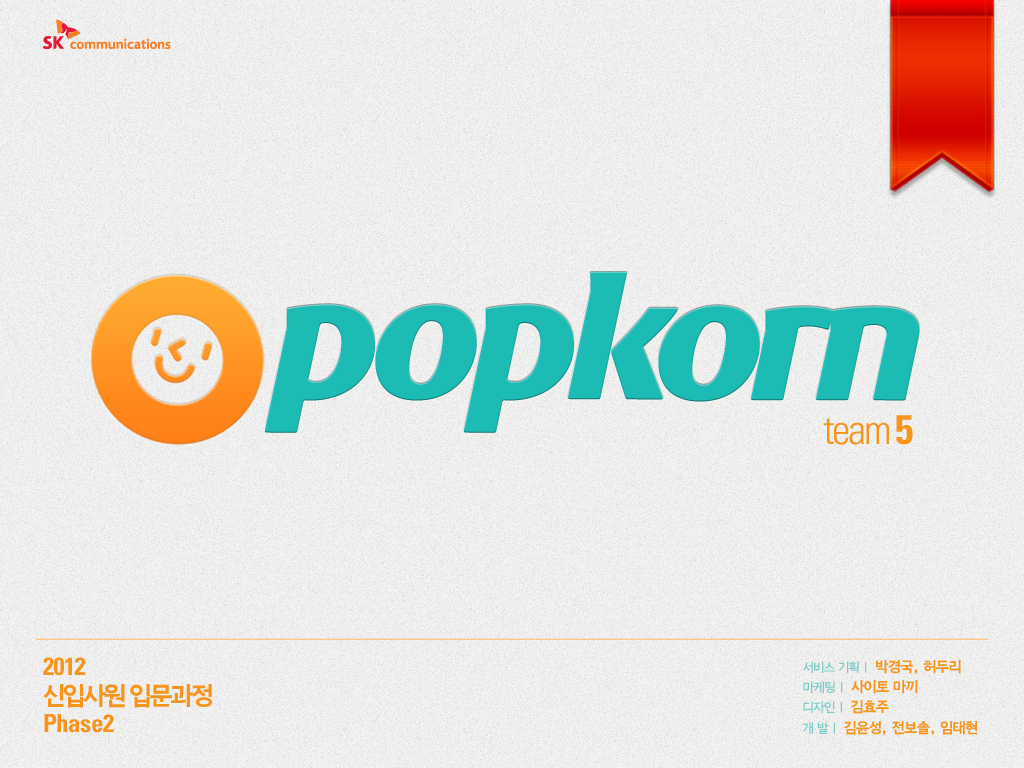 SK communications
popkorn
team 5
2012
신입사원 입문과정
Phase2
서비스 기획 | 박경국, 허두리
마케팅 | 사이토 마끼
디자인 | 김효주
개 발 | 김윤성, 전보솔, 임태현